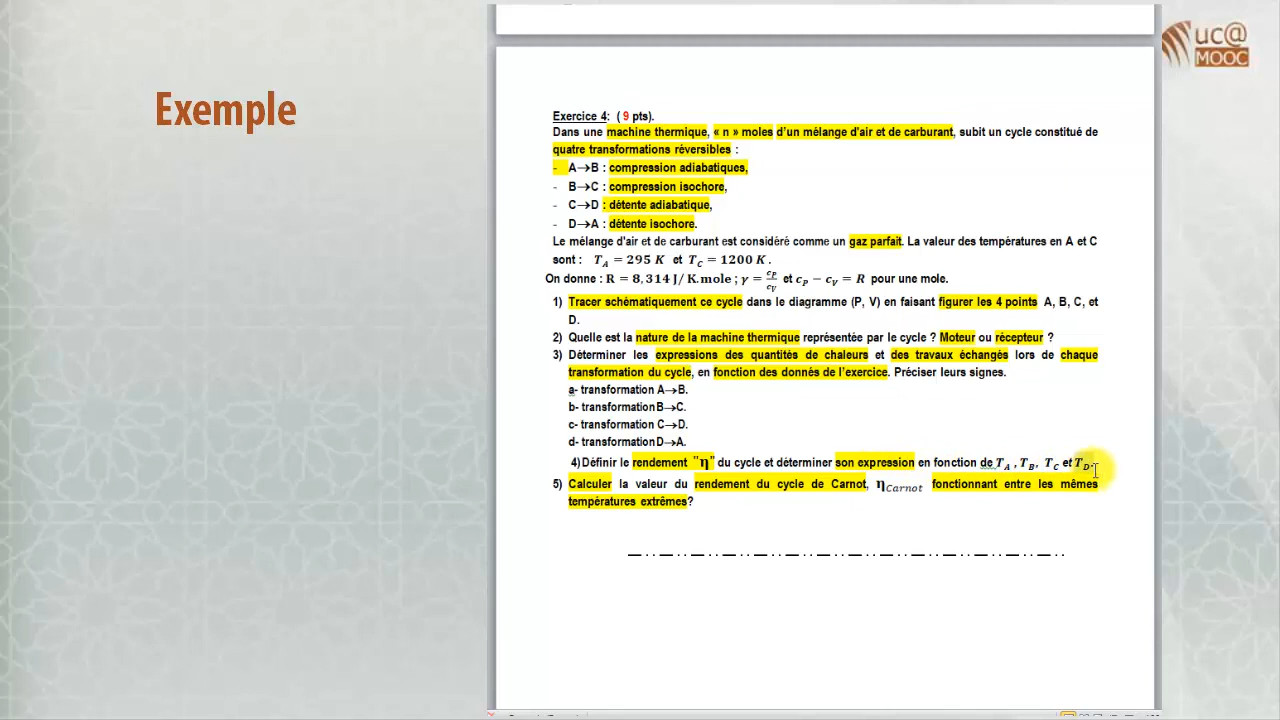 Exemple
uc@
MOOC
Exercice 4: ( 9 pts).
Dans une machine thermique, « n » moles d'un mélange d'air et de carburant, subit un cycle constitué de
quatre transformations réversibles :
- A→B : compression adiabatiques,
- B→C : compression isochore,
- C→D : détente adiabatique,
- D→A : détente isochore.
Le mélange d'air et de carburant est considéré comme un gaz parfait. La valeur des températures en A et C
sont : T_A = 295 K et T_C = 1200 K .
On donne : R = 8,314 J/ K.mole ; γ = c_P/c_V et c_P − c_V = R pour une mole.
1) Tracer schématiquement ce cycle dans le diagramme (P, V) en faisant figurer les 4 points A, B, C, et
D.
2) Quelle est la nature de la machine thermique représentée par le cycle ? Moteur ou récepteur ?
3) Déterminer les expressions des quantités de chaleurs et des travaux échangés lors de chaque
transformation du cycle, en fonction des donnés de l'exercice. Préciser leurs signes.
a- transformation A→B.
b- transformation B→C.
c- transformation C→D.
d- transformation D→A.
4)Définir le rendement "η" du cycle et déterminer son expression en fonction de T_A , T_B, T_C et T_D.
5) Calculer la valeur du rendement du cycle de Carnot, η_Carnot fonctionnant entre les mêmes
températures extrêmes?